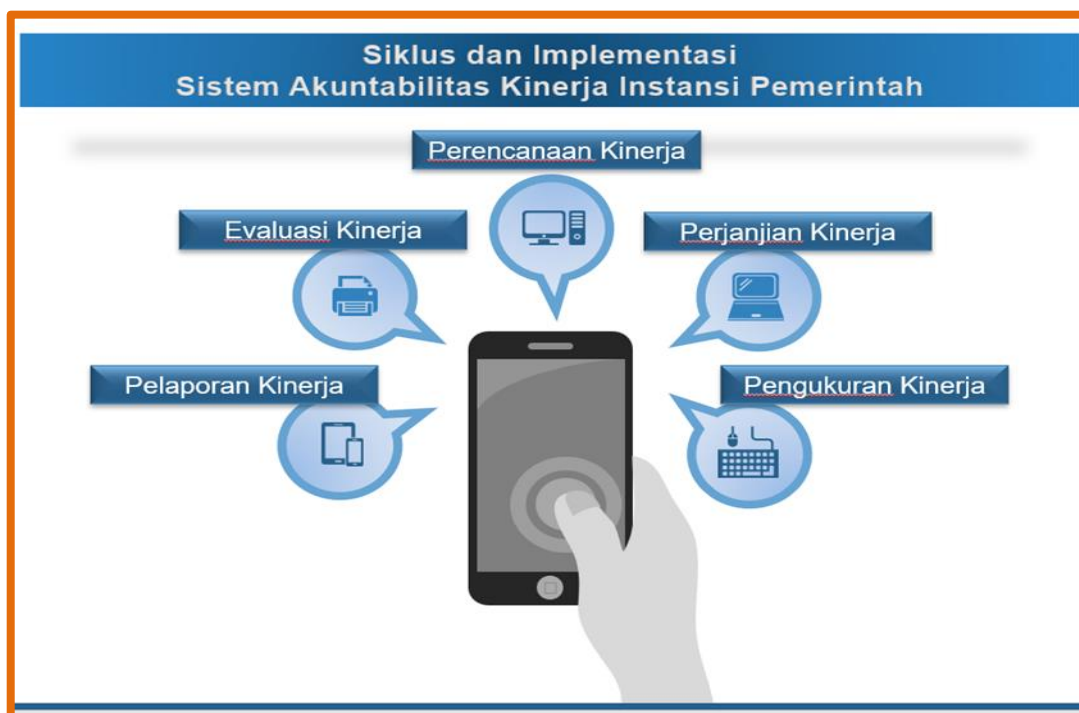 Siklus dan Implementasi
Sistem Akuntabilitas Kinerja Instansi Pemerintah
Perencanaan Kinerja
Evaluasi Kinerja
Perjanjian Kinerja
Pelaporan Kinerja
Pengukuran Kinerja